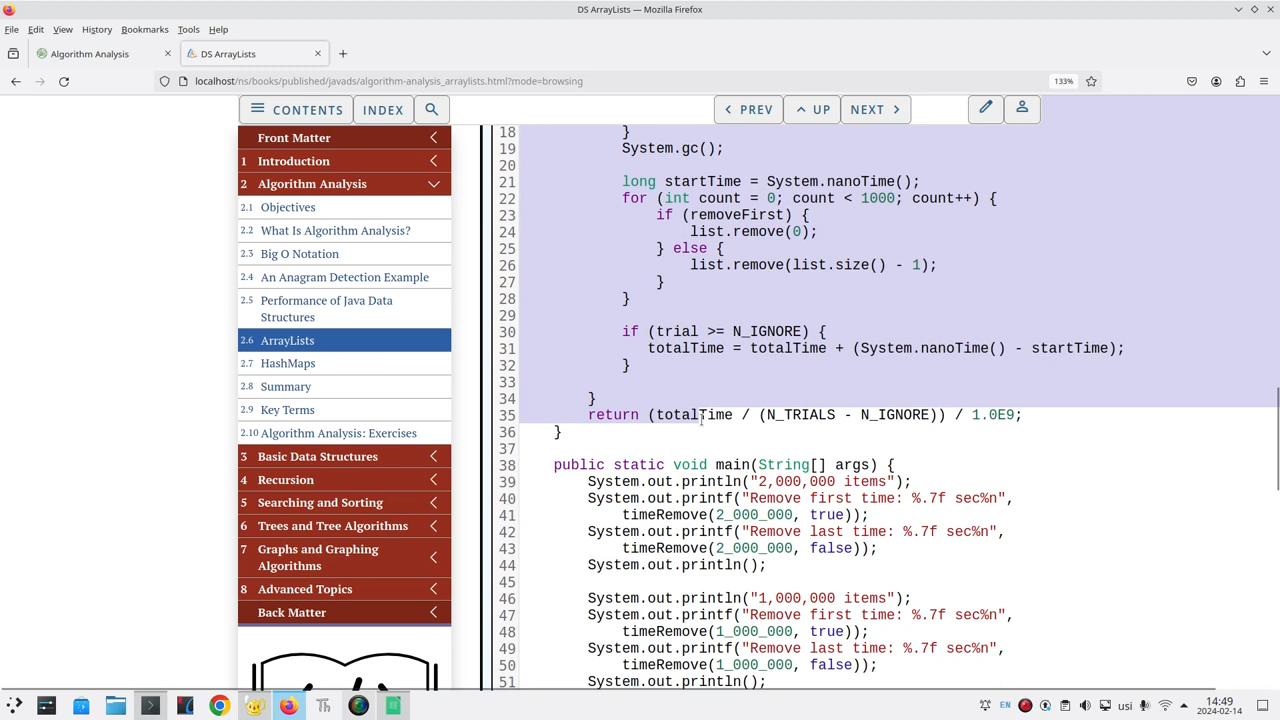 DS ArrayLists — Mozilla Firefox
File Edit View History Bookmarks Tools Help
Algorithm Analysis
DS ArrayLists
localhost/ns/books/published/javads/algorithm-analysis_arraylists.html?mode=browsing
133%
CONTENTS
INDEX
PREV
UP
NEXT
Front Matter
1 Introduction
2 Algorithm Analysis
2.1 Objectives
2.2 What Is Algorithm Analysis?
2.3 Big O Notation
2.4 An Anagram Detection Example
2.5 Performance of Java Data
Structures
2.6 ArrayLists
2.7 HashMaps
2.8 Summary
2.9 Key Terms
2.10 Algorithm Analysis: Exercises
3 Basic Data Structures
4 Recursion
5 Searching and Sorting
6 Trees and Tree Algorithms
7 Graphs and Graphing
Algorithms
8 Advanced Topics
Back Matter
18 }
19 System.gc();
20
21 long startTime = System.nanoTime();
22 for (int count = 0; count < 1000; count++) {
23 if (removeFirst) {
24 list.remove(0);
25 } else {
26 list.remove(list.size() - 1);
27 }
28 }
29
30 if (trial >= N_IGNORE) {
31 totalTime = totalTime + (System.nanoTime() - startTime);
32 }
33
34 }
35 return (totalTime / (N_TRIALS - N_IGNORE)) / 1.0E9;
36 }
37
38 public static void main(String[] args) {
39 System.out.println("2,000,000 items");
40 System.out.printf("Remove first time: %.7f sec%n",
41 timeRemove(2_000_000, true));
42 System.out.printf("Remove last time: %.7f sec%n",
43 timeRemove(2_000_000, false));
44 System.out.println();
45
46 System.out.println("1,000,000 items");
47 System.out.printf("Remove first time: %.7f sec%n",
48 timeRemove(1_000_000, true));
49 System.out.printf("Remove last time: %.7f sec%n",
50 timeRemove(1_000_000, false));
51 System.out.println();
Th
EN
usi
14:49
2024-02-14